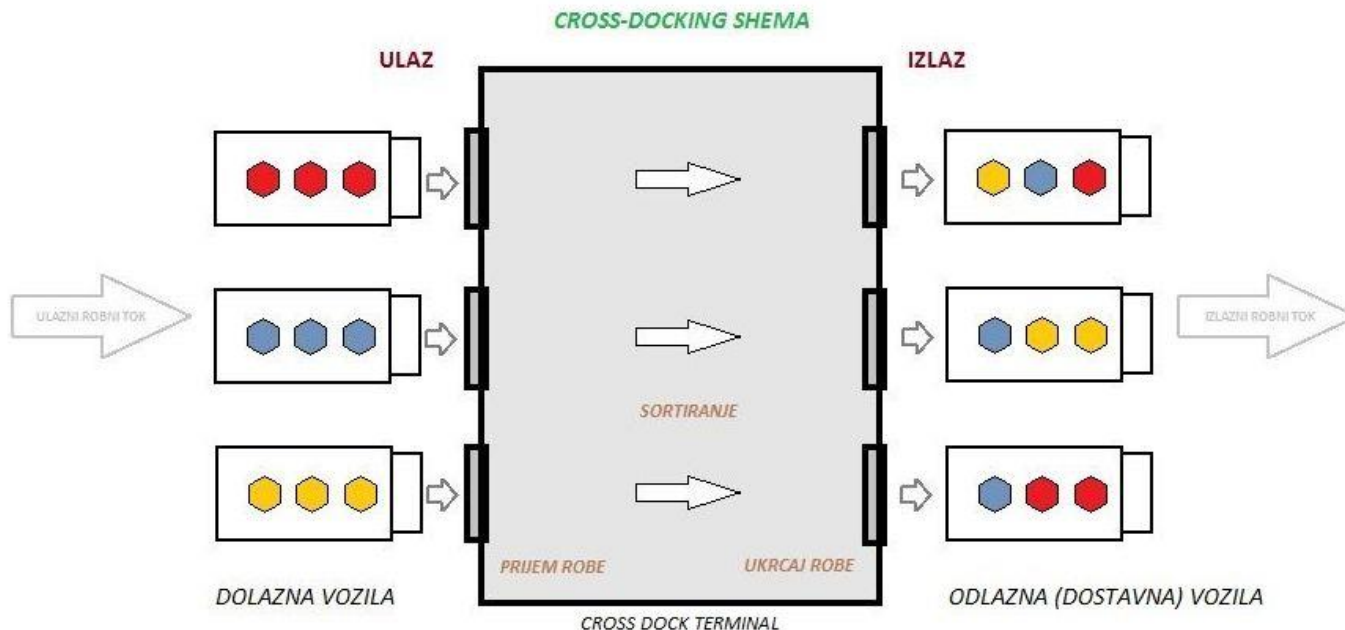 CROSS-DOCKING SHEMA
ULAZ
IZLAZ
ULAZNI ROBNI TOK
IZLAZNI ROBNI TOK
SORTIRANJE
PRIJEM ROBE
UKRCAJ ROBE
DOLAZNA VOZILA
ODLAZNA (DOSTAVNA) VOZILA
CROSS DOCK TERMINAL